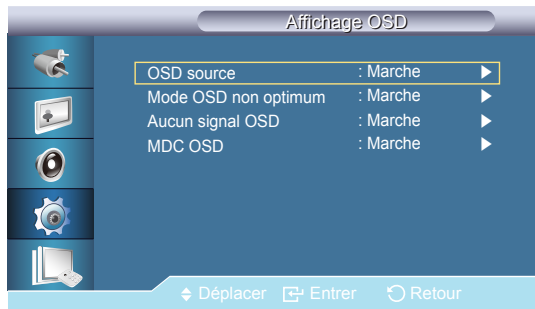 Affichage OSD
OSD source : Marche
Mode OSD non optimum : Marche
Aucun signal OSD : Marche
MDC OSD : Marche
Déplacer Entrer Retour